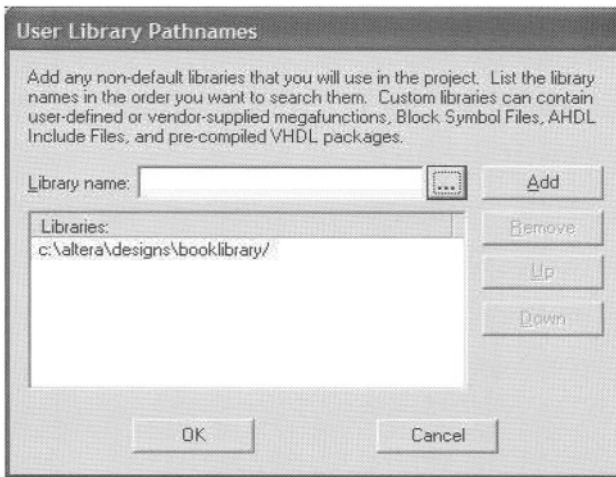 User Library Pathnames
Add any non-default libraries that you will use in the project. List the library
names in the order you want to search them. Custom libraries can contain
user-defined or vendor-supplied megafunctions, Block Symbol Files, AHDL
Include Files, and pre-compiled VHDL packages.
Library name: ... Add
Libraries:
c:\altera\designs\booklibrary/
Remove
Up
Down
OK Cancel